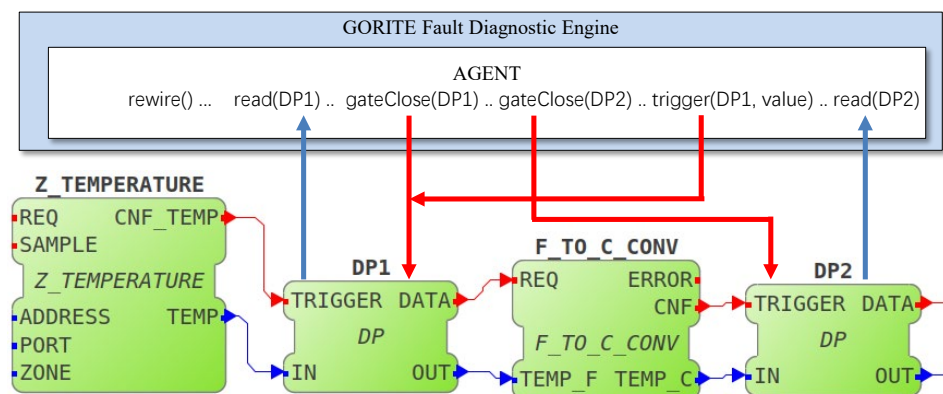 GORITE Fault Diagnostic Engine
AGENT
rewire() ... read(DP1) .. gateClose(DP1) .. gateClose(DP2) .. trigger(DP1, value) .. read(DP2)
Z_TEMPERATURE
REQ CNF_TEMP
SAMPLE
Z_TEMPERATURE
ADDRESS TEMP
PORT
ZONE
DP1
TRIGGER DATA
DP
IN OUT
F_TO_C_CONV
REQ ERROR
CNF
F_TO_C_CONV
TEMP_F TEMP_C
DP2
TRIGGER DATA
DP
IN OUT